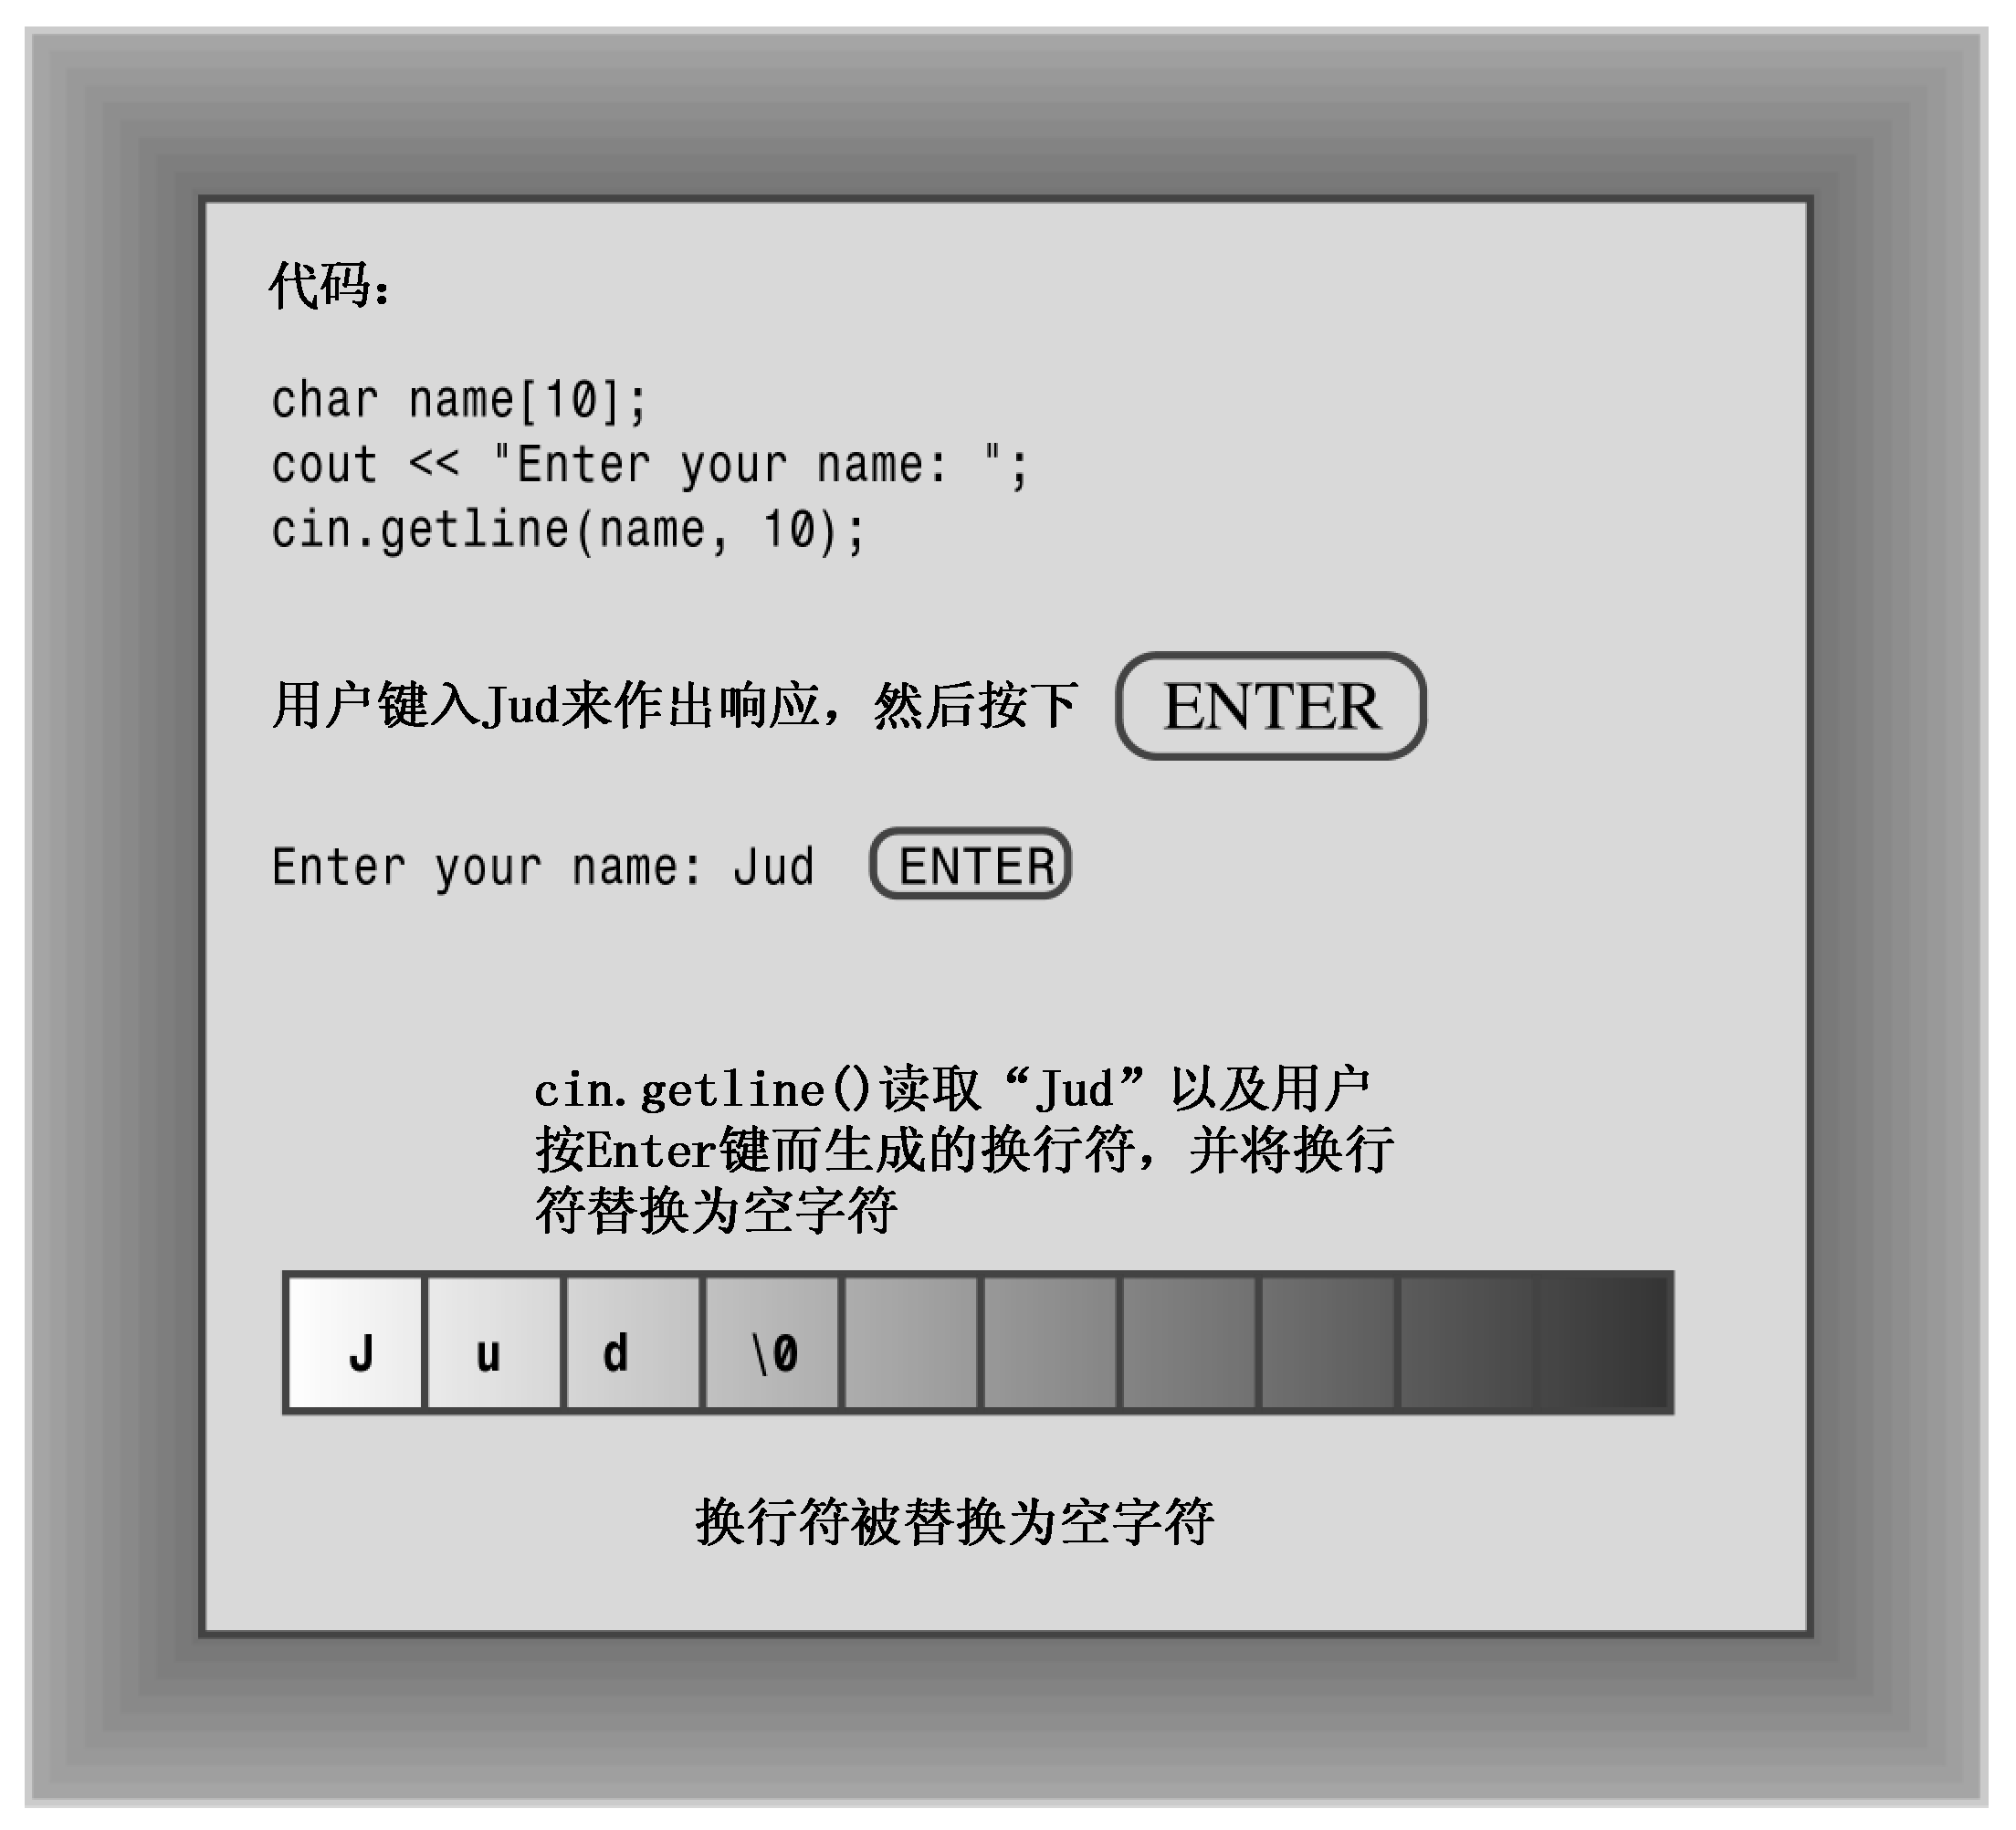 代码：
char name[10];
cout << "Enter your name: ";
cin.getline(name, 10);
用户键入Jud来作出响应，然后按下 ENTER
Enter your name: Jud ENTER
cin.getline()读取“Jud”以及用户
按Enter键而生成的换行符，并将换行
符替换为空字符
J u d \0
换行符被替换为空字符